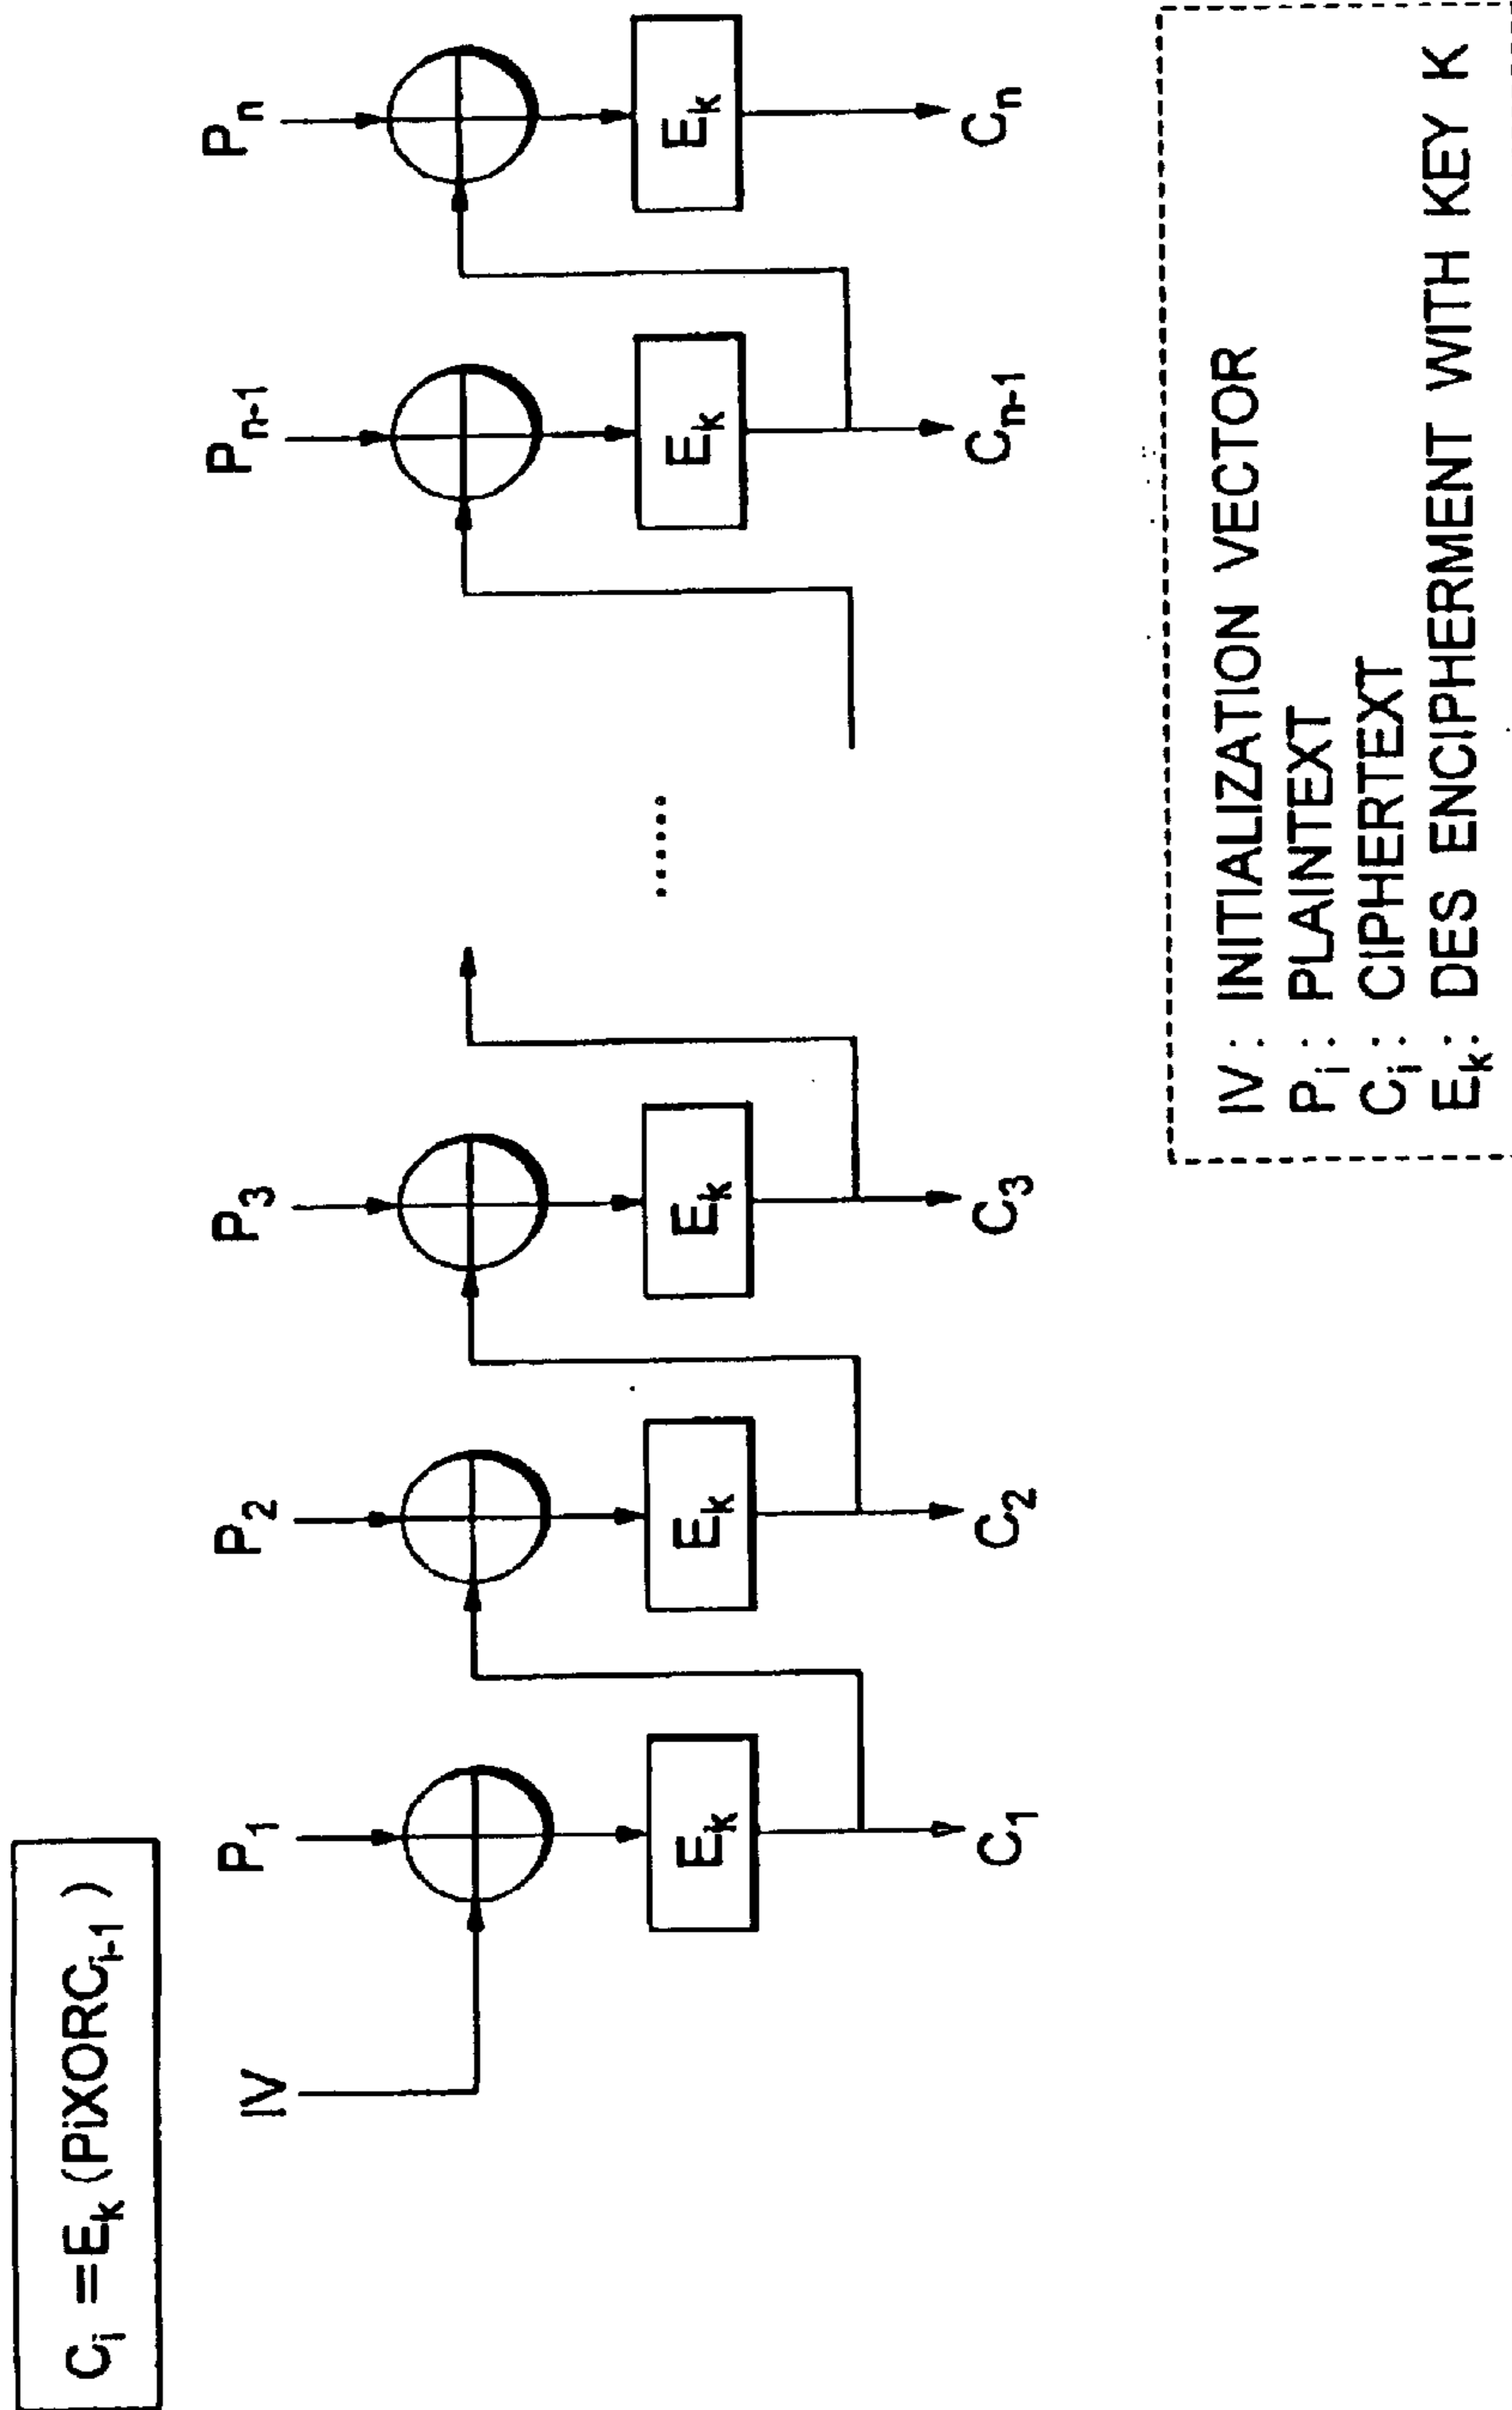 C_i =E_k (PiXORC_i-1 )
IV P_1 P_2 P_3 P_n-1 P_n
E_k E_k E_k ...... E_k E_k
C_1 C_2 C_3 C_n-1 C_n
IV : INITIALIZATION VECTOR
P_i : PLAINTEXT
C_i : CIPHERTEXT
E_k : DES ENCIPHERMENT WITH KEY K